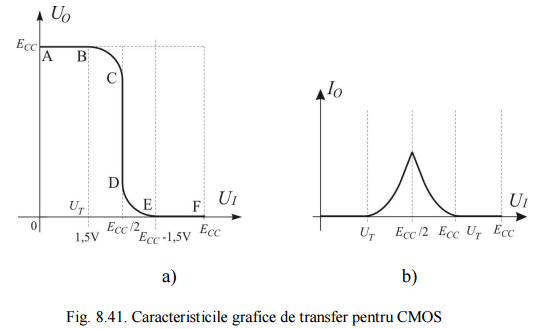 U_O
E_CC
A B
C
D
E F U_I
U_T E_CC/2 E_CC
0 1,5V E_CC-1,5V
a)
I_O
U_I
U_T E_CC/2 E_CC U_T E_CC
b)
Fig. 8.41. Caracteristicile grafice de transfer pentru CMOS